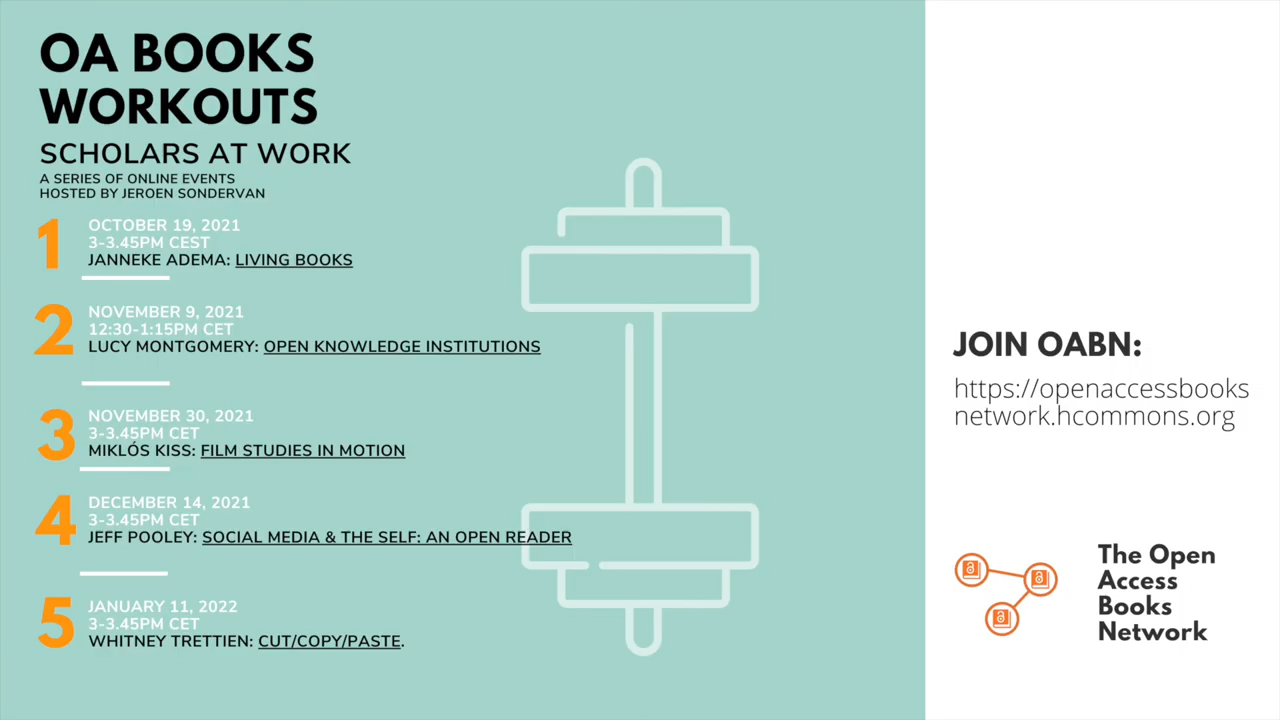 OA BOOKS
WORKOUTS
SCHOLARS AT WORK
A SERIES OF ONLINE EVENTS
HOSTED BY JEROEN SONDERVAN
1
OCTOBER 19, 2021
3-3.45PM CEST
JANNEKE ADEMA: LIVING BOOKS
2
NOVEMBER 9, 2021
12:30-1:15PM CET
LUCY MONTGOMERY: OPEN KNOWLEDGE INSTITUTIONS
3
NOVEMBER 30, 2021
3-3.45PM CET
MIKLÓS KISS: FILM STUDIES IN MOTION
4
DECEMBER 14, 2021
3-3.45PM CET
JEFF POOLEY: SOCIAL MEDIA & THE SELF: AN OPEN READER
5
JANUARY 11, 2022
3-3.45PM CET
WHITNEY TRETTIEN: CUT/COPY/PASTE.
JOIN OABN:
https://openaccessbooks
network.hcommons.org
The Open
Access
Books
Network